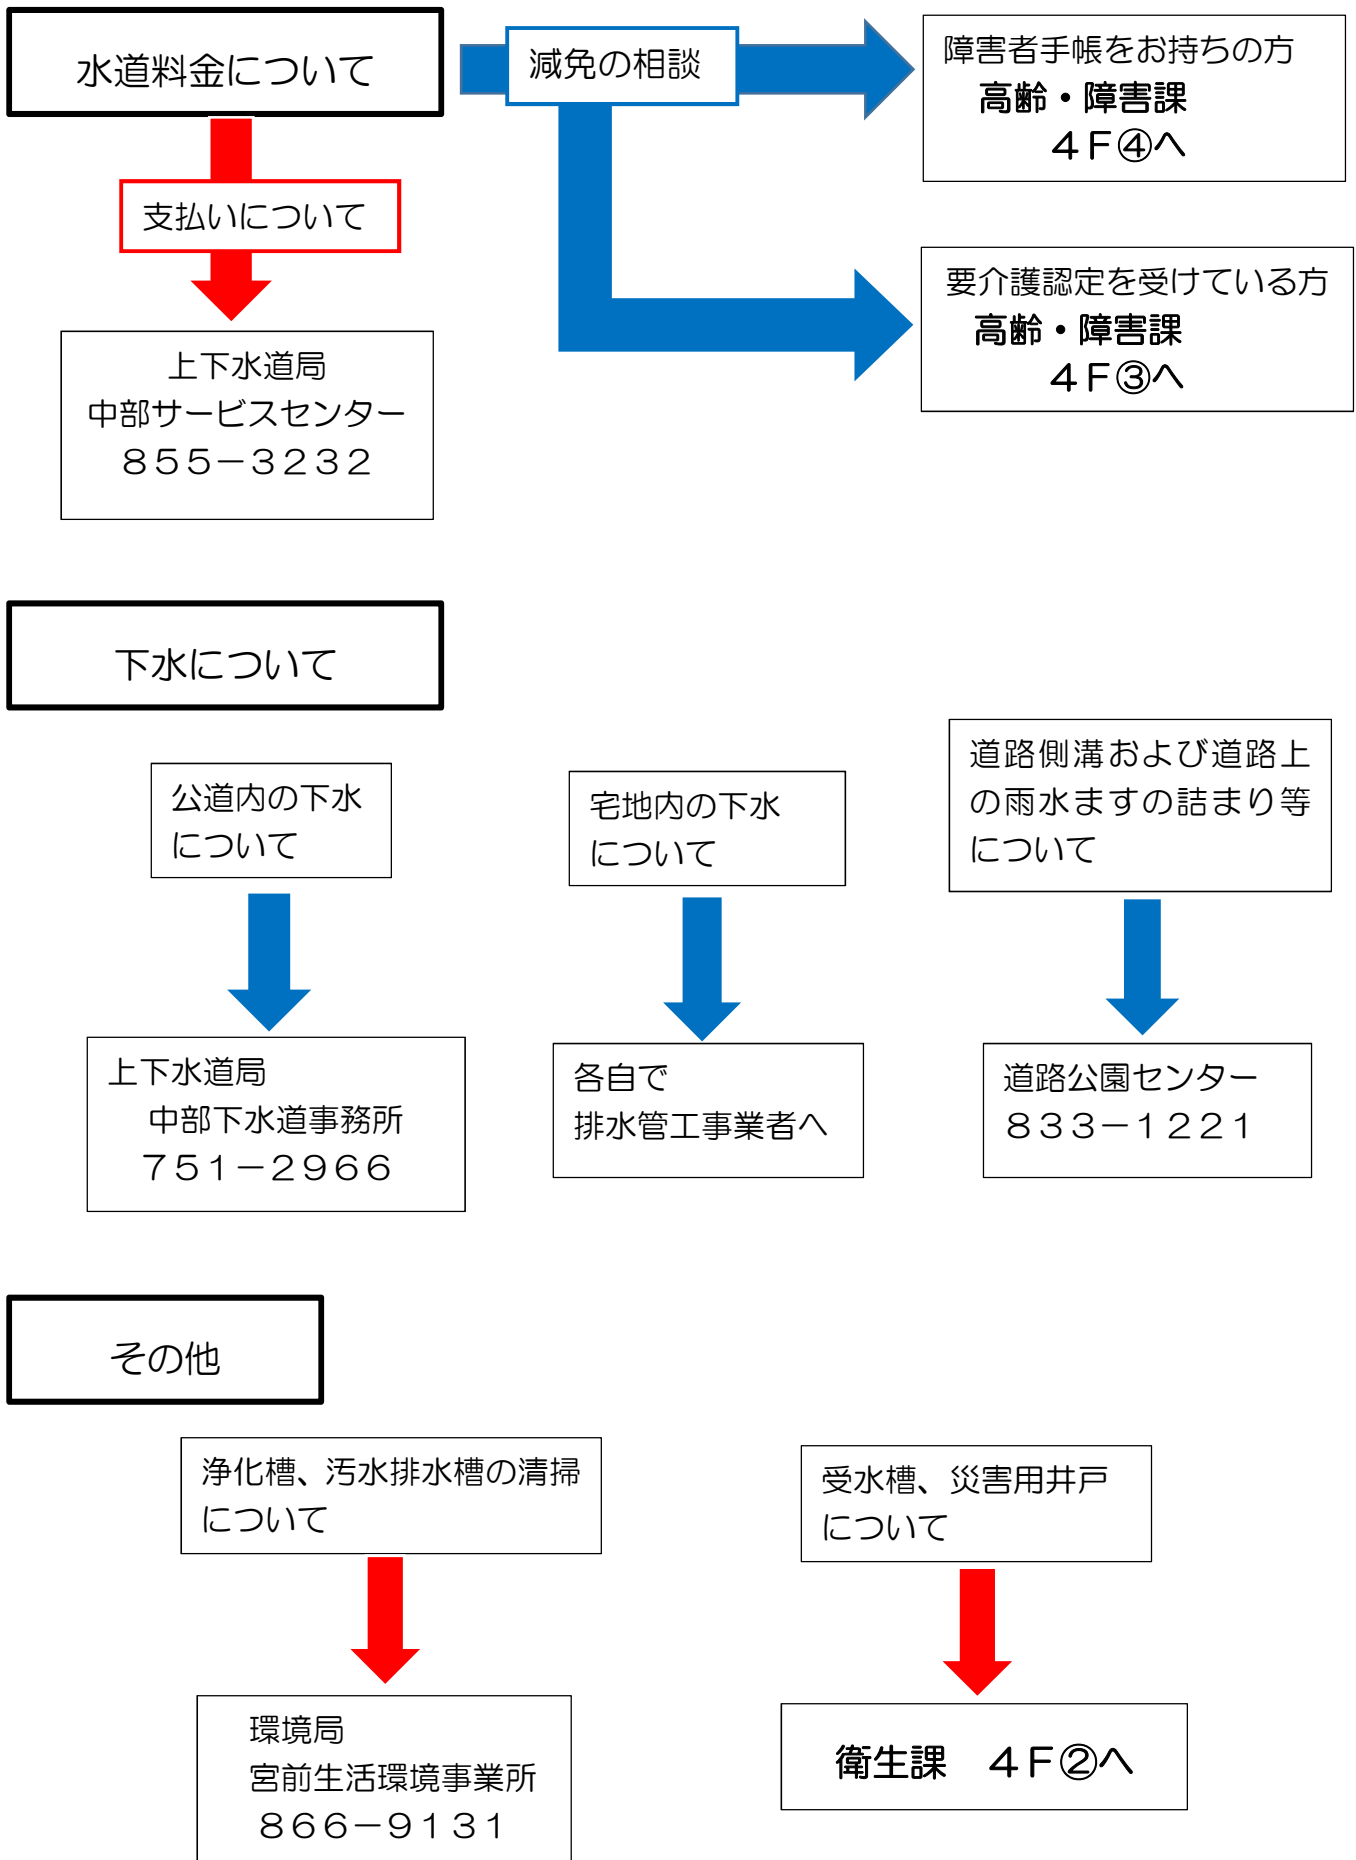 水道料金について
減免の相談
障害者手帳をお持ちの方
高齢・障害課
４Ｆ④へ
支払いについて
要介護認定を受けている方
高齢・障害課
４Ｆ③へ
上下水道局
中部サービスセンター
８５５－３２３２
下水について
公道内の下水
について
宅地内の下水
について
道路側溝および道路上
の雨水ますの詰まり等
について
上下水道局
中部下水道事務所
７５１－２９６６
各自で
排水管工事業者へ
道路公園センター
８３３－１２２１
その他
浄化槽、汚水排水槽の清掃
について
受水槽、災害用井戸
について
環境局
宮前生活環境事業所
８６６－９１３１
衛生課　４Ｆ②へ